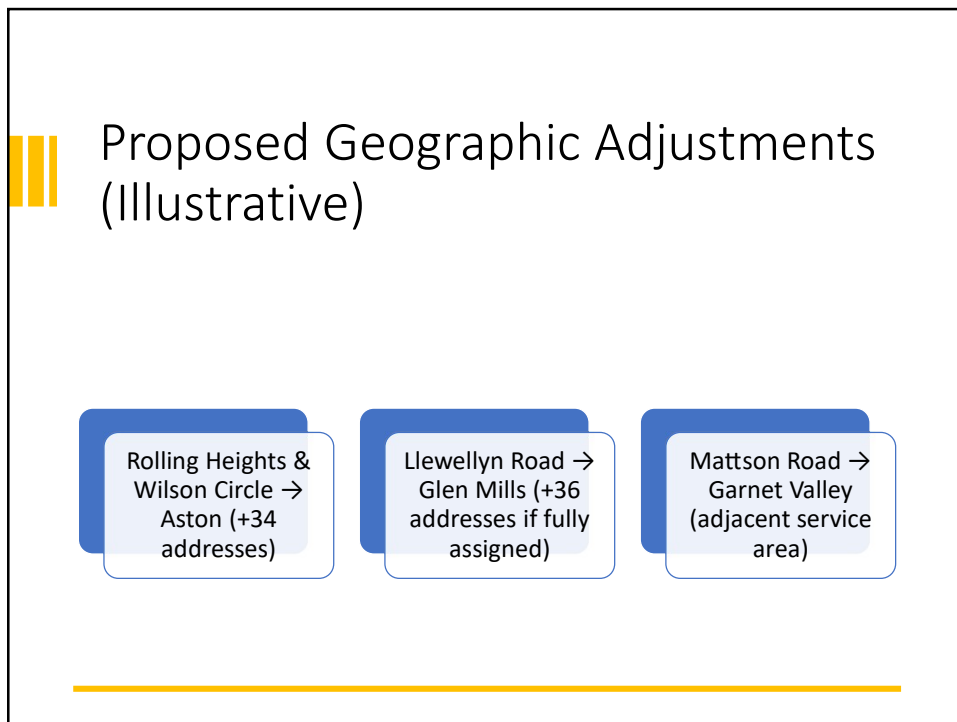 Proposed Geographic Adjustments
(Illustrative)
Rolling Heights &
Wilson Circle →
Aston (+34
addresses)
Llewellyn Road →
Glen Mills (+36
addresses if fully
assigned)
Mattson Road →
Garnet Valley
(adjacent service
area)